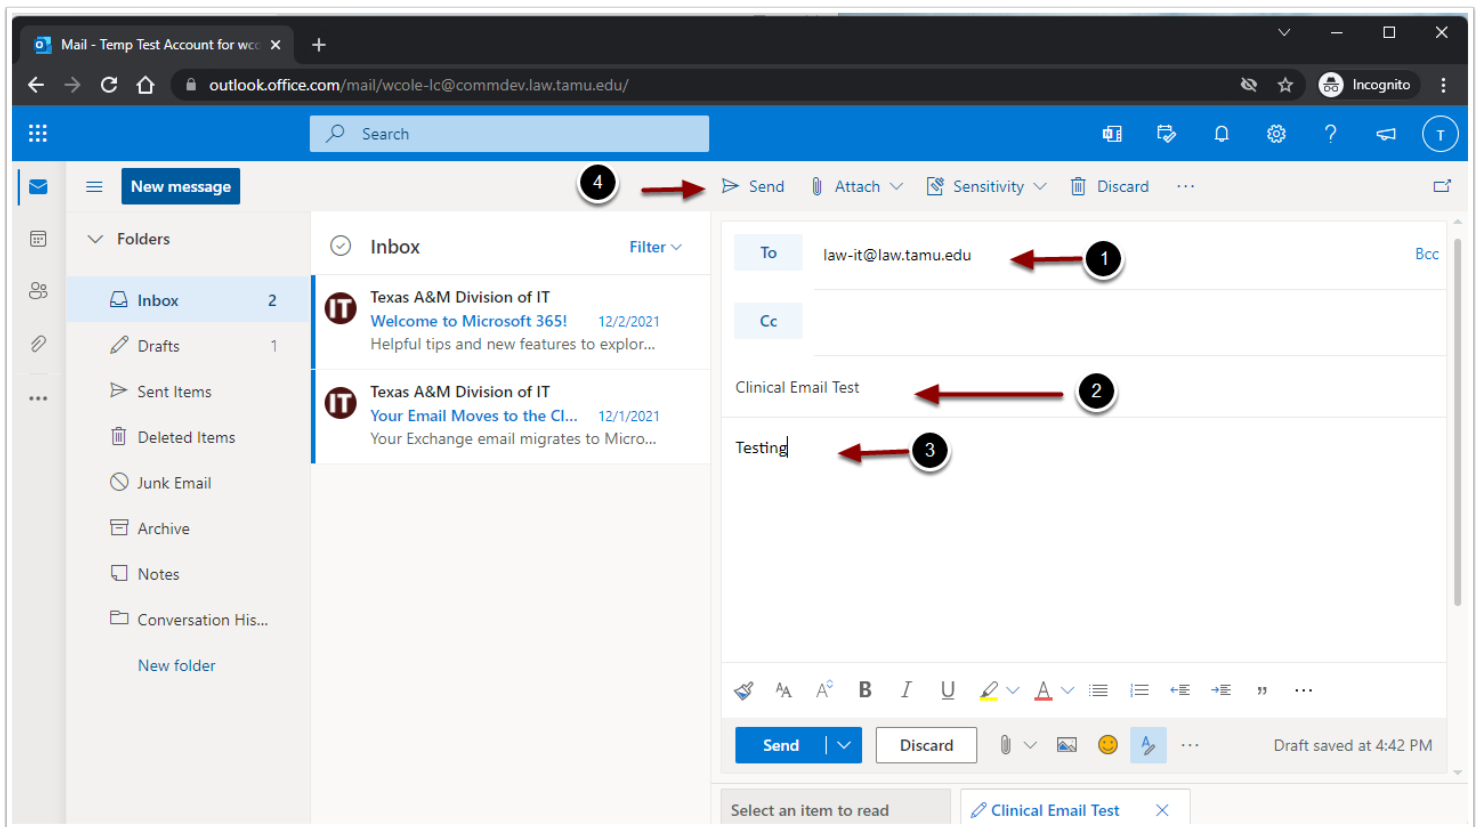 Mail - Temp Test Account for wco
outlook.office.com/mail/wcole-lc@commdev.law.tamu.edu/
Incognito
Search
T
New message
4
Send
Attach
Sensitivity
Discard
Folders
Inbox 2
Drafts 1
Sent Items
Deleted Items
Junk Email
Archive
Notes
Conversation His...
New folder
Inbox
Filter
IT
Texas A&M Division of IT
Welcome to Microsoft 365! 12/2/2021
Helpful tips and new features to explor...
IT
Texas A&M Division of IT
Your Email Moves to the Cl... 12/1/2021
Your Exchange email migrates to Micro...
To law-it@law.tamu.edu 1 Bcc
Cc
Clinical Email Test 2
Testing 3
Send
Discard
Draft saved at 4:42 PM
Select an item to read
Clinical Email Test